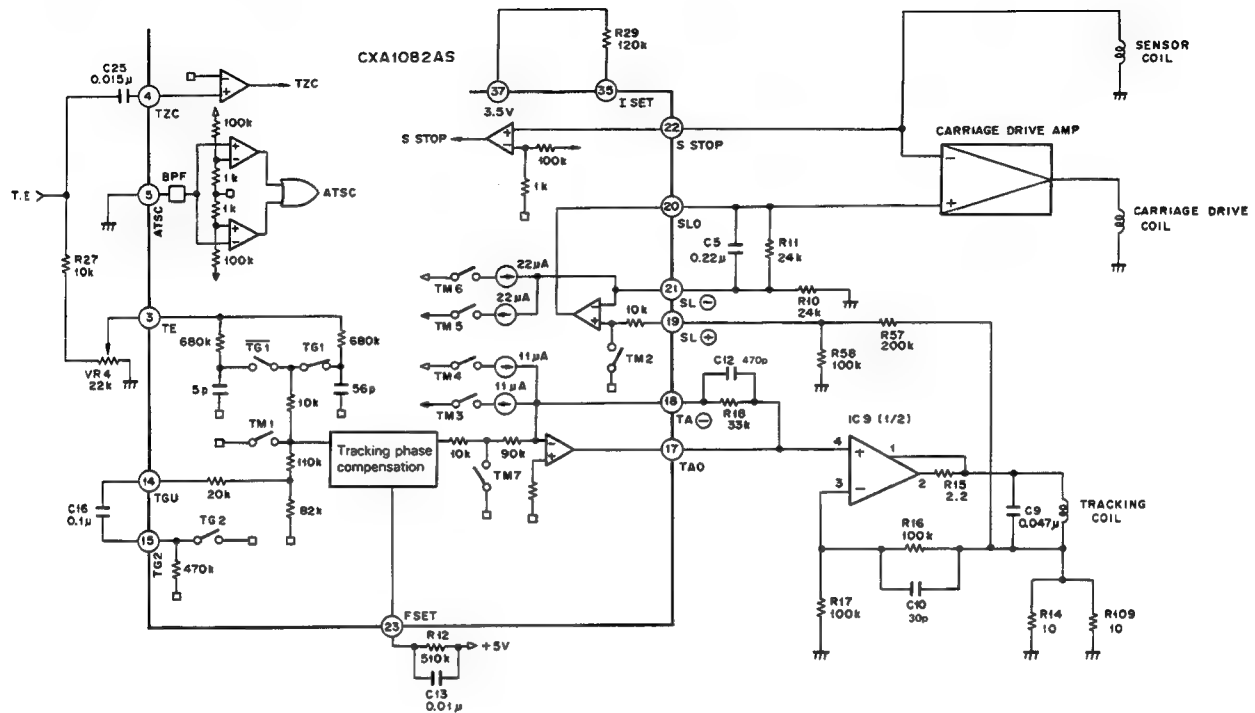 CXA1082AS
R29
120k
37
3.5V
35
I SET
SENSOR
COIL
C25
0.015μ
4
TZC
−
+
TZC
T.E
5
ATSC
BPF
100k
1k
1k
100k
+
−
+
−
ATSC
S STOP
+
−
100k
1k
22
S STOP
CARRIAGE DRIVE AMP
−
+
CARRIAGE DRIVE
COIL
20
SLO
C5
0.22μ
R11
24k
R27
10k
TM6
22μA
TM5
22μA
21
SL ⊖
R10
24k
−
+
10k
19
SL ⊕
R57
200k
R58
100k
TM2
3
TE
VR4
22k
680k
TG1
TG1
680k
5p
56p
10k
TM4
11μA
TM3
11μA
C12 470p
18
TA ⊖
R18
33k
17
TAO
TM1
110k
Tracking phase
compensation
10k
90k
TM7
−
+
IC9 (1/2)
4
+
1
3
−
2
R15
2.2
C9
0.047μ
TRACKING
COIL
14
TGU
20k
82k
C16
0.1μ
15
TG2
TG2
470k
R16
100k
C10
30p
R17
100k
R14
10
R109
10
23
FSET
R12
510k
+5V
C13
0.01μ